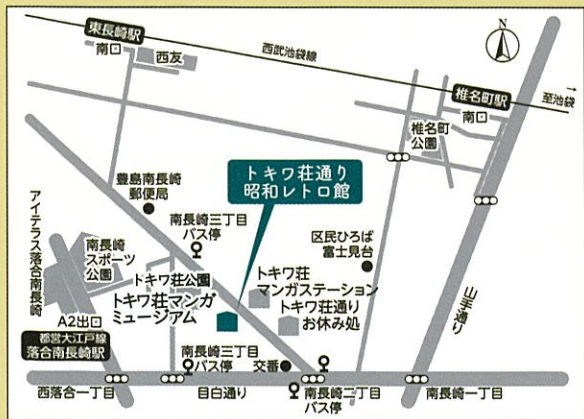 N
東長崎駅
南
西友
西武池袋線
至池袋
→
椎名町駅
南
椎名町
公園
トキワ荘通り
昭和レトロ館
豊島南長崎
郵便局
南長崎三丁目
バス停
区民ひろば
富士見台
アイテラス落合南長崎
南長崎
スポーツ
公園
トキワ荘公園
トキワ荘マンガ
ミュージアム
トキワ荘
マンガステーション
トキワ荘通り
お休み処
山手通り
A2出
都営大江戸線
落合南長崎駅
南長崎三丁目
バス停
交番
西落合一丁目
目白通り
南長崎二丁目
バス停
南長崎一丁目